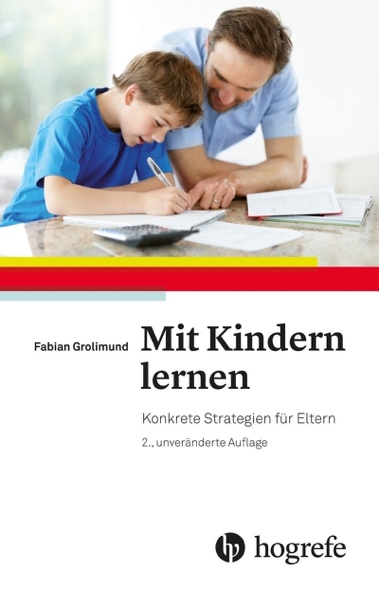 Fabian Grolimund
Mit Kindern
lernen
Konkrete Strategien für Eltern
2., unveränderte Auflage
hogrefe